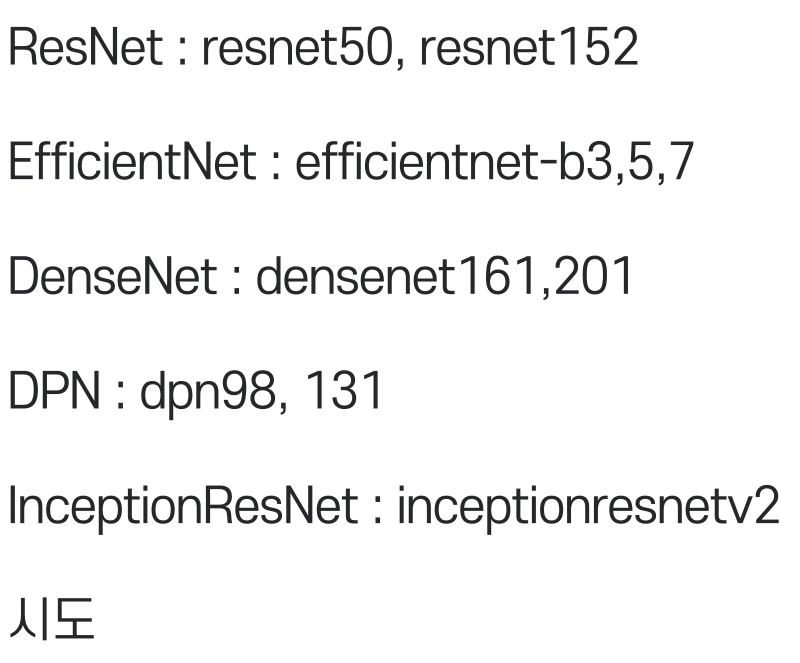 ResNet : resnet50, resnet152
EfficientNet : efficientnet-b3,5,7
DenseNet : densenet161,201
DPN : dpn98, 131
InceptionResNet : inceptionresnetv2
시도